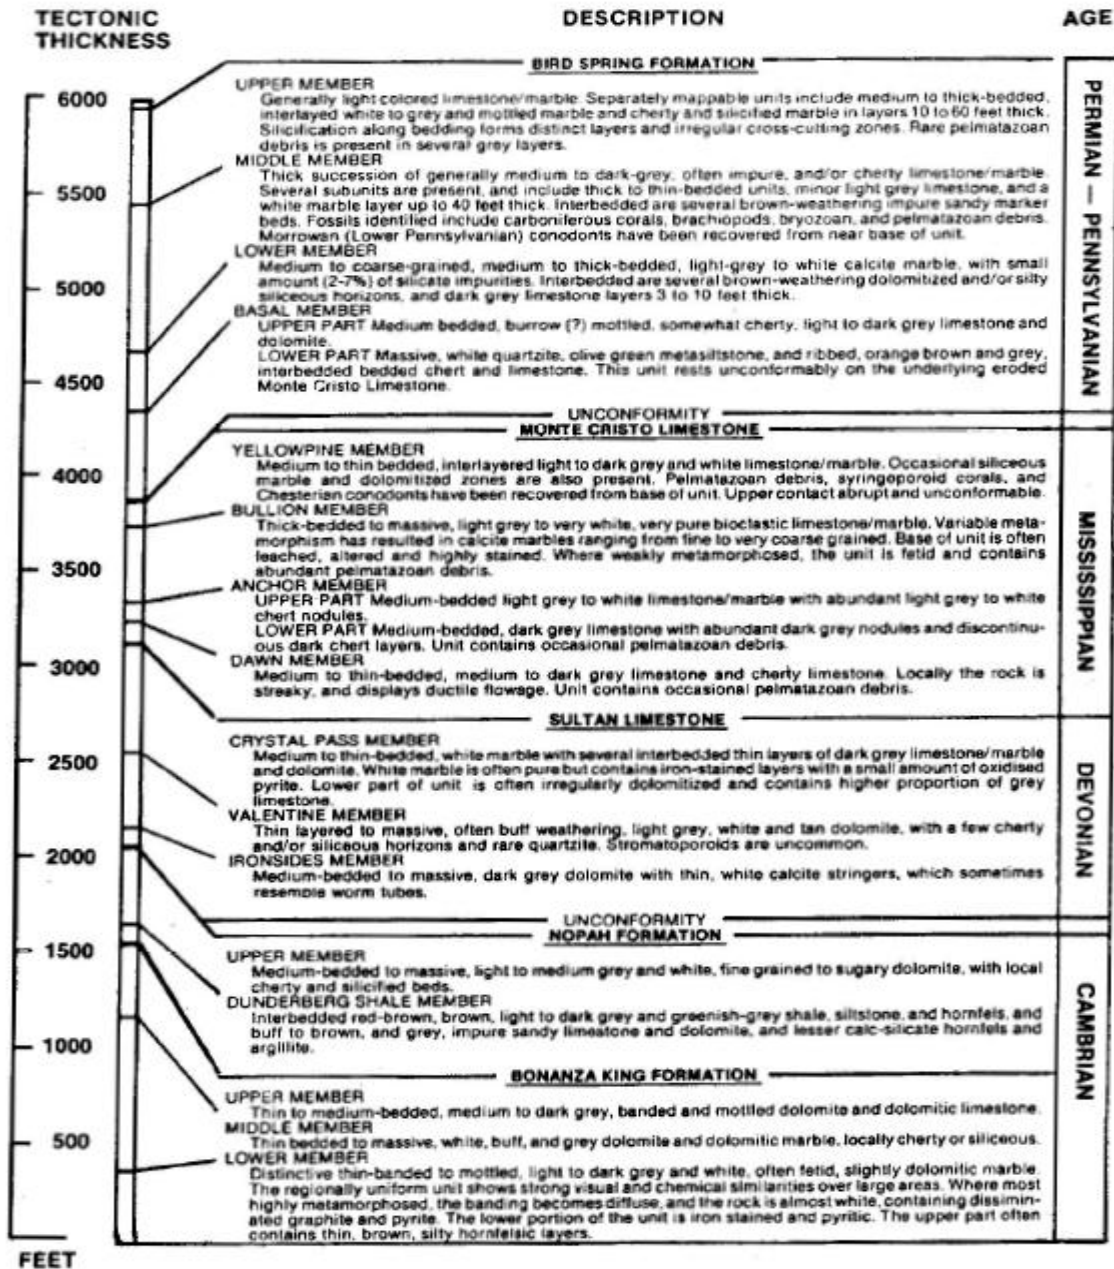 TECTONIC
THICKNESS
DESCRIPTION
AGE
BIRD SPRING FORMATION
UPPER MEMBER
Generally light colored limestone/marble. Separately mappable units include medium to thick-bedded,
interlayed white to grey and mottled marble and cherty and silicified marble in layers 10 to 60 feet thick.
Silicification along bedding forms distinct layers and irregular cross-cutting zones. Rare pelmatazoan
debris is present in several grey layers.
MIDDLE MEMBER
Thick succession of generally medium to dark-grey, often impure, and/or cherty limestone/marble.
Several subunits are present, and include thick to thin-bedded units, minor light grey limestone, and a
white marble layer up to 40 feet thick. Interbedded are several brown-weathering impure sandy marker
beds. Fossils identified include carboniferous corals, brachiopods, bryozoan, and pelmatazoan debris.
Morrowan (Lower Pennsylvanian) conodonts have been recovered from near base of unit.
LOWER MEMBER
Medium to coarse-grained, medium to thick-bedded, light-grey to white calcite marble, with small
amount (2-7%) of silicate impurities. Interbedded are several brown-weathering dolomitized and/or silty
siliceous horizons, and dark grey limestone layers 3 to 10 feet thick.
BASAL MEMBER
UPPER PART Medium bedded, burrow (?) mottled, somewhat cherty, light to dark grey limestone and
dolomite.
LOWER PART Massive, white quartzite, olive green metasiltstone, and ribbed, orange brown and grey,
interbedded bedded chert and limestone. This unit rests unconformably on the underlying eroded
Monte Cristo Limestone.
UNCONFORMITY
MONTE CRISTO LIMESTONE
YELLOWPINE MEMBER
Medium to thin bedded, interlayered light to dark grey and white limestone/marble. Occasional siliceous
marble and dolomitized zones are also present. Pelmatazoan debris, syringoporoid corals, and
Chesterian conodonts have been recovered from base of unit. Upper contact abrupt and unconformable.
BULLION MEMBER
Thick-bedded to massive, light grey to very white, very pure bioclastic limestone/marble. Variable meta-
morphism has resulted in calcite marbles ranging from fine to very coarse grained. Base of unit is often
leached, altered and highly stained. Where weakly metamorphosed, the unit is fetid and contains
abundant pelmatazoan debris.
ANCHOR MEMBER
UPPER PART Medium-bedded light grey to white limestone/marble with abundant light grey to white
chert nodules.
LOWER PART Medium-bedded, dark grey limestone with abundant dark grey nodules and discontinu-
ous dark chert layers. Unit contains occasional pelmatazoan debris.
DAWN MEMBER
Medium to thin-bedded, medium to dark grey limestone and cherty limestone. Locally the rock is
streaky, and displays ductile flowage. Unit contains occasional pelmatazoan debris.
SULTAN LIMESTONE
CRYSTAL PASS MEMBER
Medium to thin-bedded, white marble with several interbedded thin layers of dark grey limestone/marble
and dolomite. White marble is often pure but contains iron-stained layers with a small amount of oxidised
pyrite. Lower part of unit is often irregularly dolomitized and contains higher proportion of grey
limestone.
VALENTINE MEMBER
Thin layered to massive, often buff weathering, light grey, white and tan dolomite, with a few cherty
and/or siliceous horizons and rare quartzite. Stromatoporoids are uncommon.
IRONSIDES MEMBER
Medium-bedded to massive, dark grey dolomite with thin, white calcite stringers, which sometimes
resemble worm tubes.
UNCONFORMITY
NOPAH FORMATION
UPPER MEMBER
Medium-bedded to massive, light to medium grey and white, fine grained to sugary dolomite, with local
cherty and silicified beds.
DUNDERBERG SHALE MEMBER
Interbedded red-brown, brown, light to dark grey and greenish-grey shale, siltstone, and hornfels, and
buff to brown, and grey, impure sandy limestone and dolomite, and lesser calc-silicate hornfels and
argillite.
BONANZA KING FORMATION
UPPER MEMBER
Thin to medium-bedded, medium to dark grey, banded and mottled dolomite and dolomitic limestone.
MIDDLE MEMBER
Thin bedded to massive, white, buff, and grey dolomite and dolomitic marble, locally cherty or siliceous.
LOWER MEMBER
Distinctive thin-banded to mottled, light to dark grey and white, often fetid, slightly dolomitic marble.
The regionally uniform unit shows strong visual and chemical similarities over large areas. Where most
highly metamorphosed, the banding becomes diffuse, and the rock is almost white, containing dissimin-
ated graphite and pyrite. The lower portion of the unit is iron stained and pyritic. The upper part often
contains thin, brown, silty hornfelsic layers.
6000
5500
5000
4500
4000
3500
3000
2500
2000
1500
1000
500
FEET
PERMIAN — PENNSYLVANIAN
MISSISSIPPIAN
DEVONIAN
CAMBRIAN